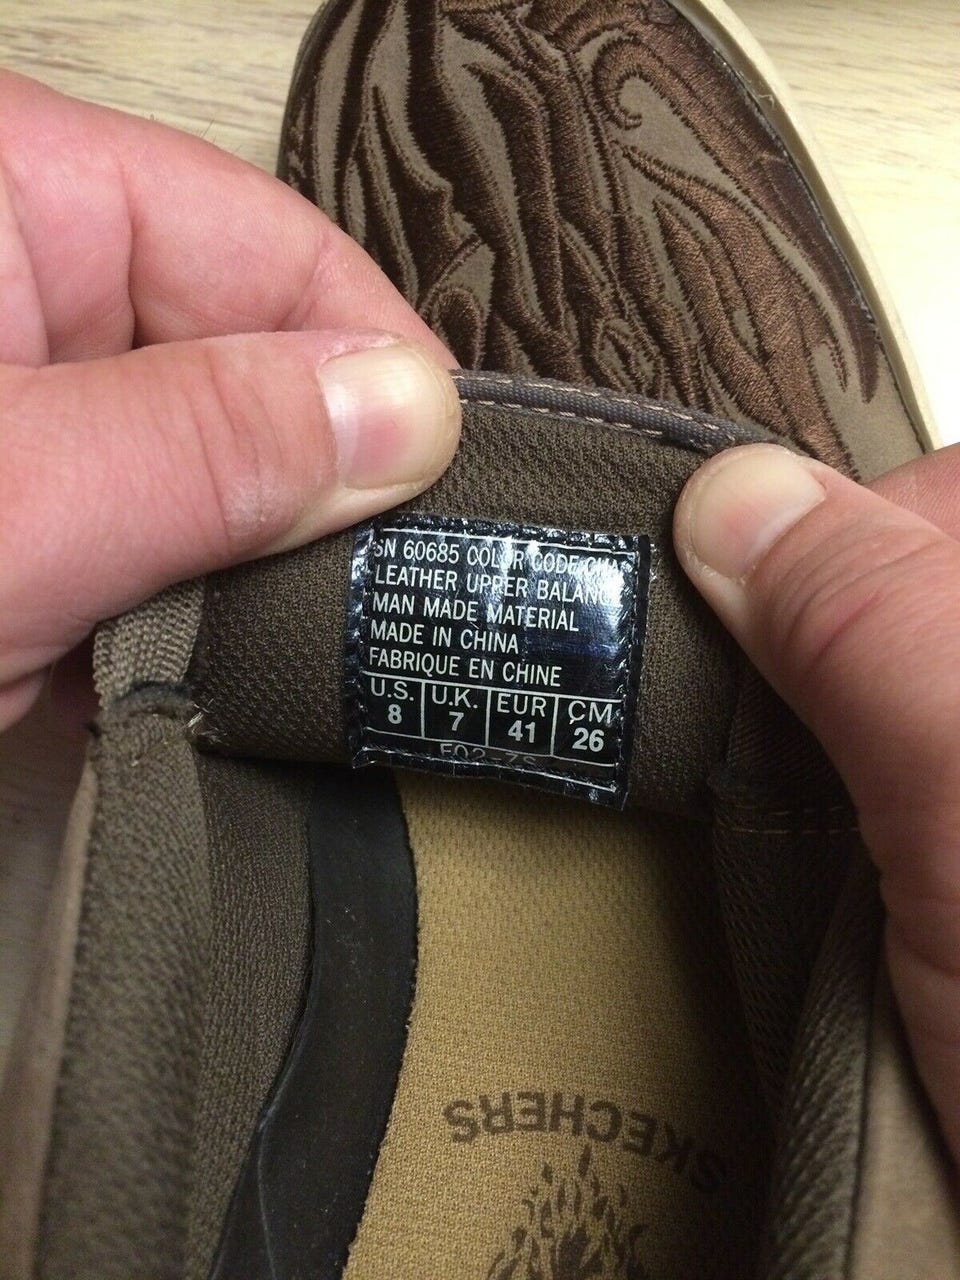 SN 60685 COLOR CODE CHA
LEATHER UPPER BALANC
MAN MADE MATERIAL
MADE IN CHINA
FABRIQUE EN CHINE
U.S. U.K. EUR CM
8 7 41 26
SKECHERS